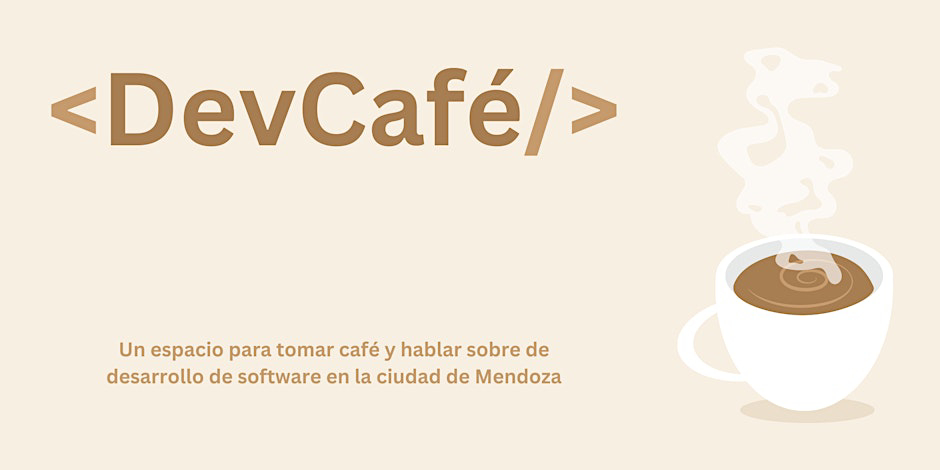 <DevCafé/>
Un espacio para tomar café y hablar sobre de
desarrollo de software en la ciudad de Mendoza